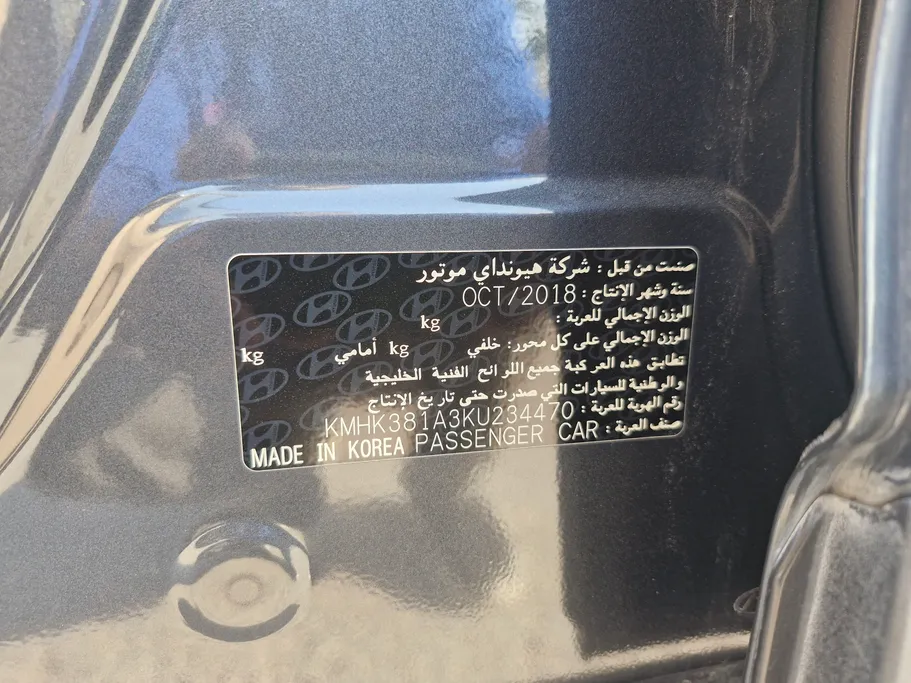 صنعت من قبل : شركة هيونداي موتور
سنة وشهر الإنتاج : OCT/2018
الوزن الإجمالي للعربة : kg
الوزن الإجمالي على كل محور: خلفي kg أمامي kg
تطابق هذه العركبة جميع اللوائح الفنية الخليجية
والوطنية للسيارات التي صدرت حتى تاريخ الإنتاج
رقم الهوية للعربة : KMHK381A3KU234470
صنف العربة : PASSENGER CAR
MADE IN KOREA